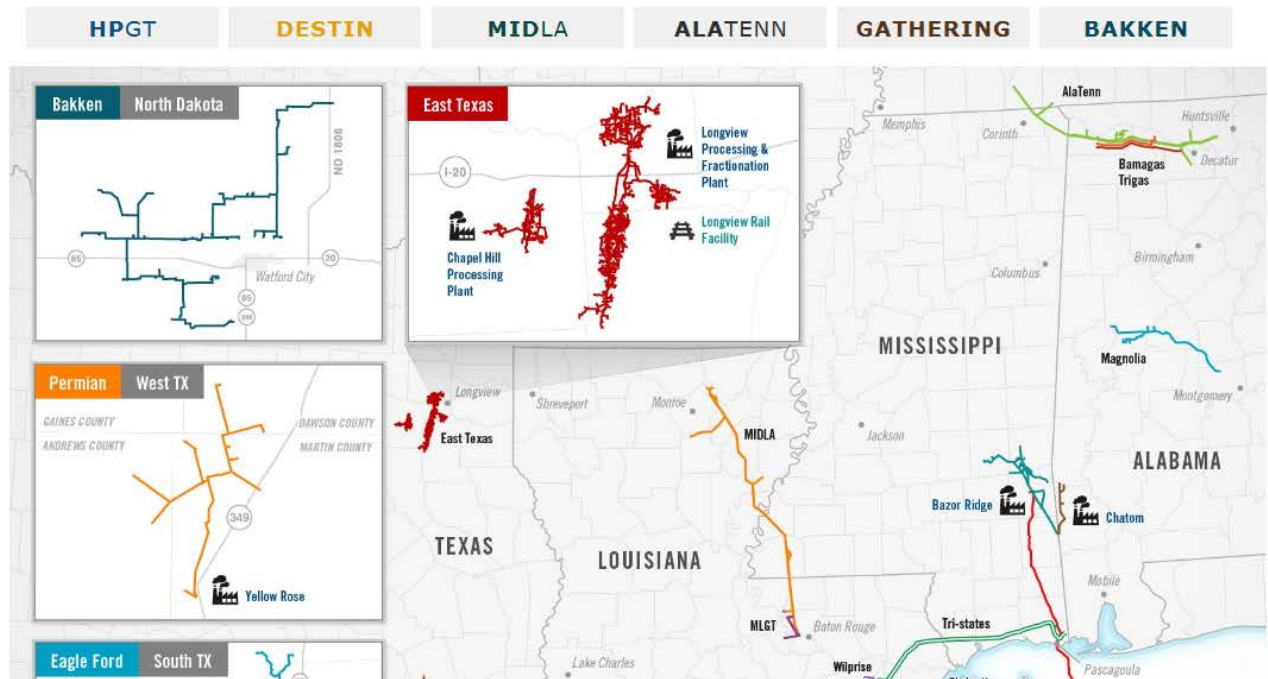 HPGT
DESTIN
MIDLA
ALATENN
GATHERING
BAKKEN
Bakken
North Dakota
ND 1806
85
20
Watford City
85
East Texas
I-20
Longview
Processing &
Fractionation
Plant
Longview Rail
Facility
Chapel Hill
Processing
Plant
AlaTenn
Memphis
Corinth
Huntsville
Decatur
Bamagas
Trigas
Columbus
Birmingham
MISSISSIPPI
Magnolia
Montgomery
Permian
West TX
GAINES COUNTY
ANDREWS COUNTY
DAWSON COUNTY
MARTIN COUNTY
349
Yellow Rose
Longview
Shreveport
Monroe
East Texas
MIDLA
Jackson
ALABAMA
Bazor Ridge
Chatom
TEXAS
LOUISIANA
Mobile
MLGT
Baton Rouge
Tri-states
Eagle Ford
South TX
Lake Charles
Wilprise
Pascagoula